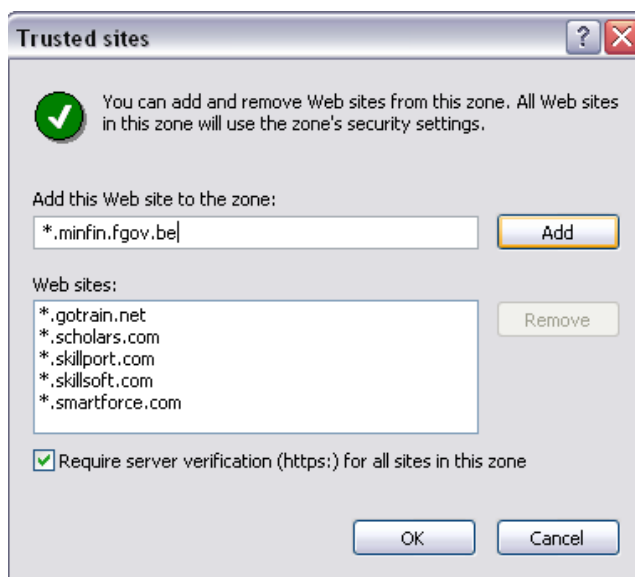 Trusted sites
You can add and remove Web sites from this zone. All Web sites
in this zone will use the zone's security settings.
Add this Web site to the zone:
*.minfin.fgov.be
Add
Web sites:
*.gotrain.net
*.scholars.com
*.skillport.com
*.skillsoft.com
*.smartforce.com
Remove
Require server verification (https:) for all sites in this zone
OK
Cancel